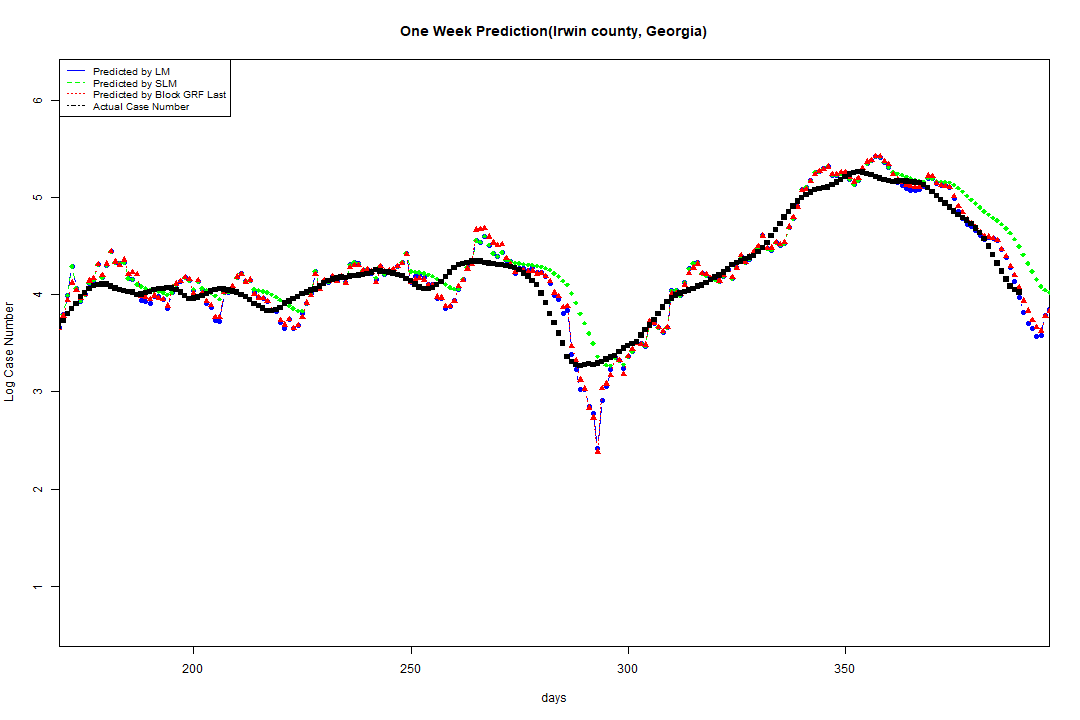 One Week Prediction(Irwin county, Georgia)
Predicted by LM
Predicted by SLM
Predicted by Block GRF Last
Actual Case Number
6
5
4
3
2
1
Log Case Number
200 250 300 350
days